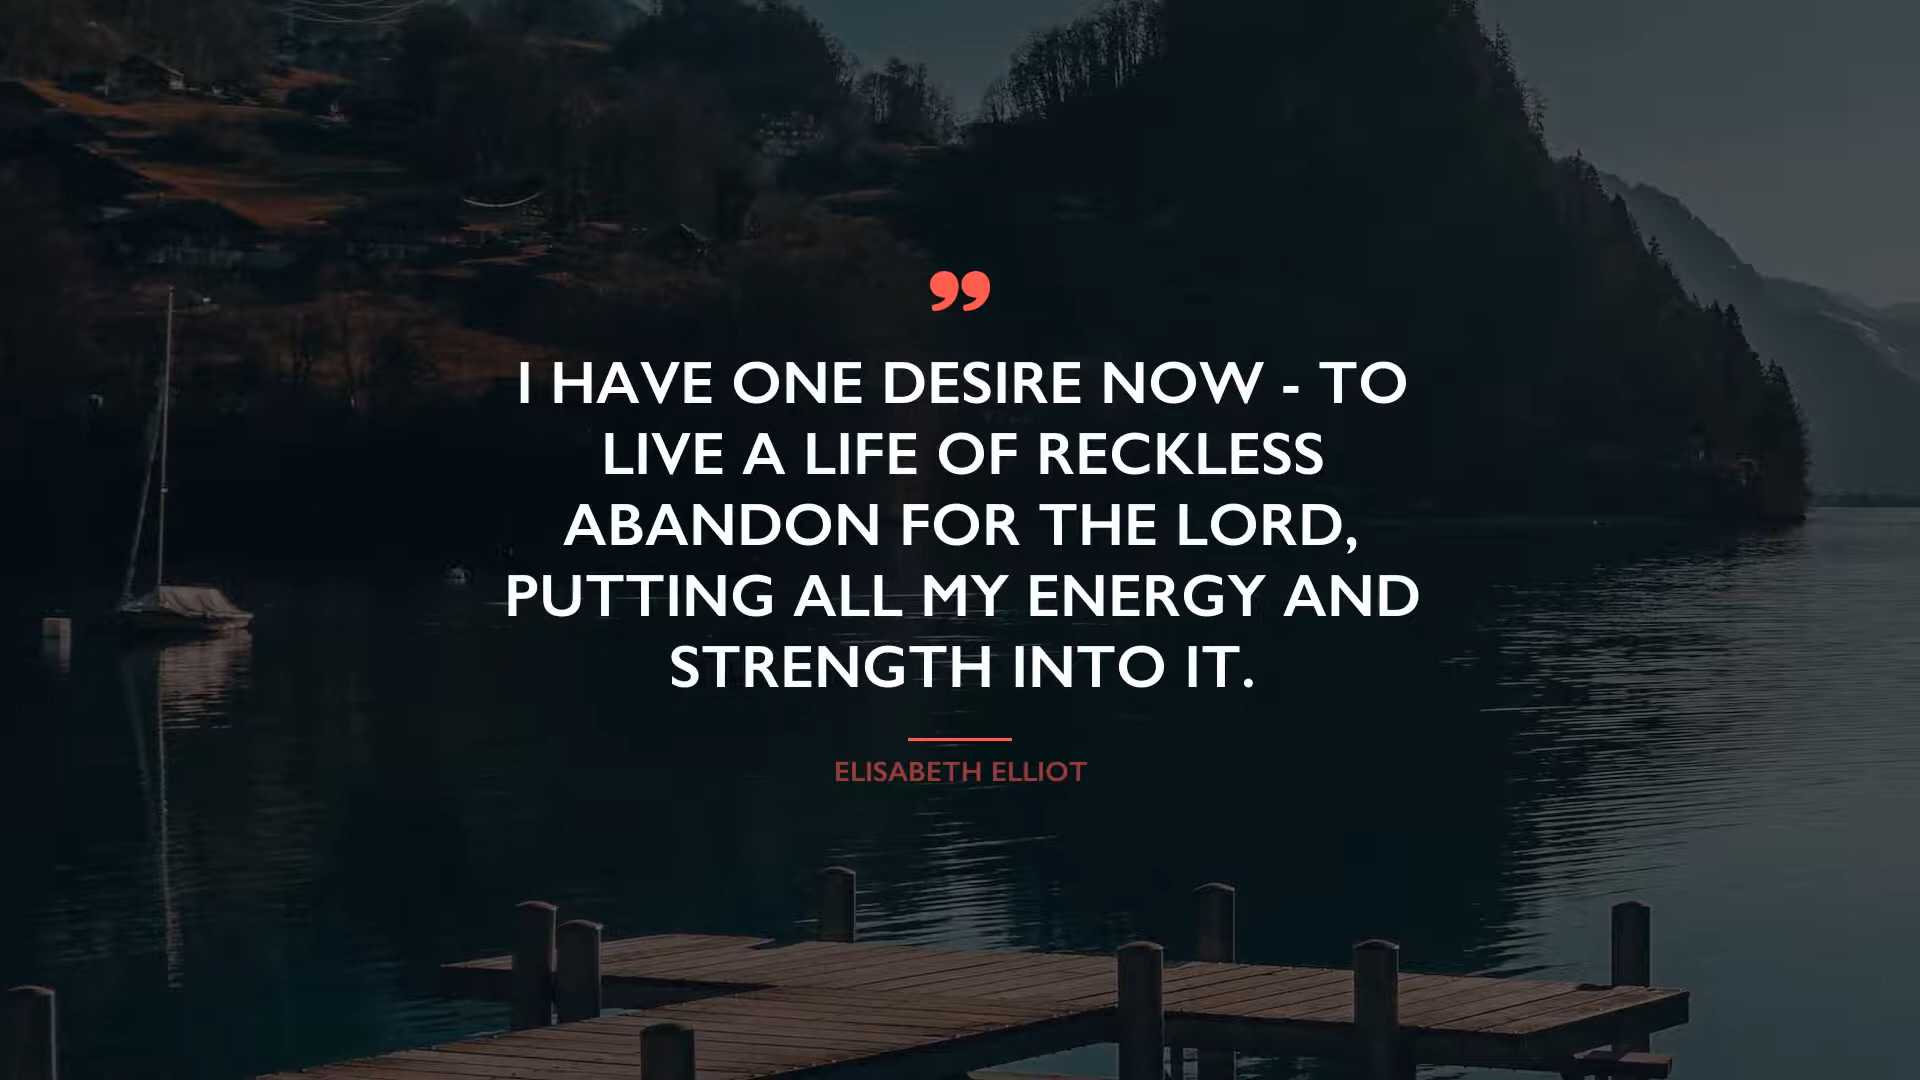 ”
I HAVE ONE DESIRE NOW - TO
LIVE A LIFE OF RECKLESS
ABANDON FOR THE LORD,
PUTTING ALL MY ENERGY AND
STRENGTH INTO IT.
ELISABETH ELLIOT